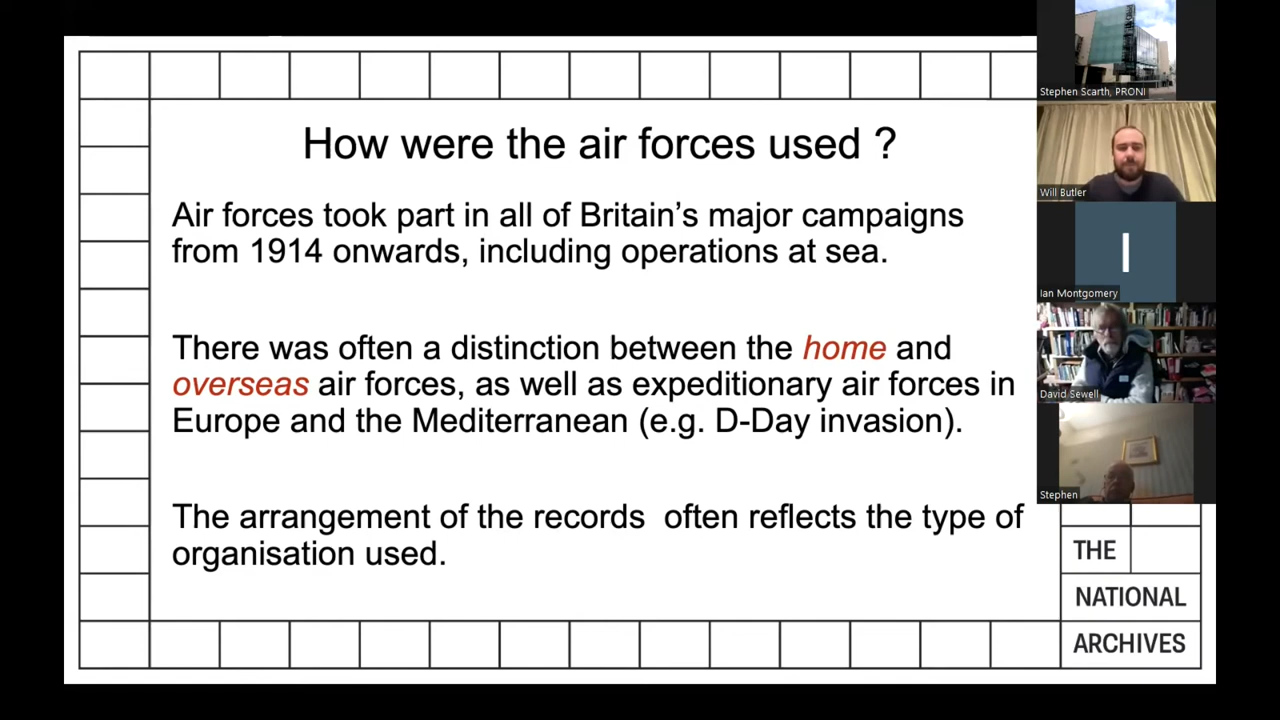 How were the air forces used ?
Air forces took part in all of Britain’s major campaigns
from 1914 onwards, including operations at sea.
There was often a distinction between the home and
overseas air forces, as well as expeditionary air forces in
Europe and the Mediterranean (e.g. D-Day invasion).
The arrangement of the records  often reflects the type of
organisation used.
THE
NATIONAL
ARCHIVES
Stephen Scarth, PRONI
Will Butler
I
Ian Montgomery
David Sewell
Stephen